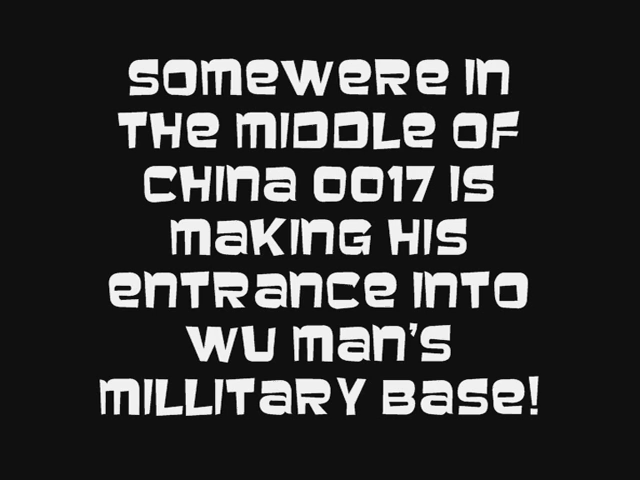 SOMEWERE IN
THE MIDDLE OF
CHINA 0017 IS
MAKING HIS
ENTRANCE INTO
WU MAN'S
MILLITARY BASE!